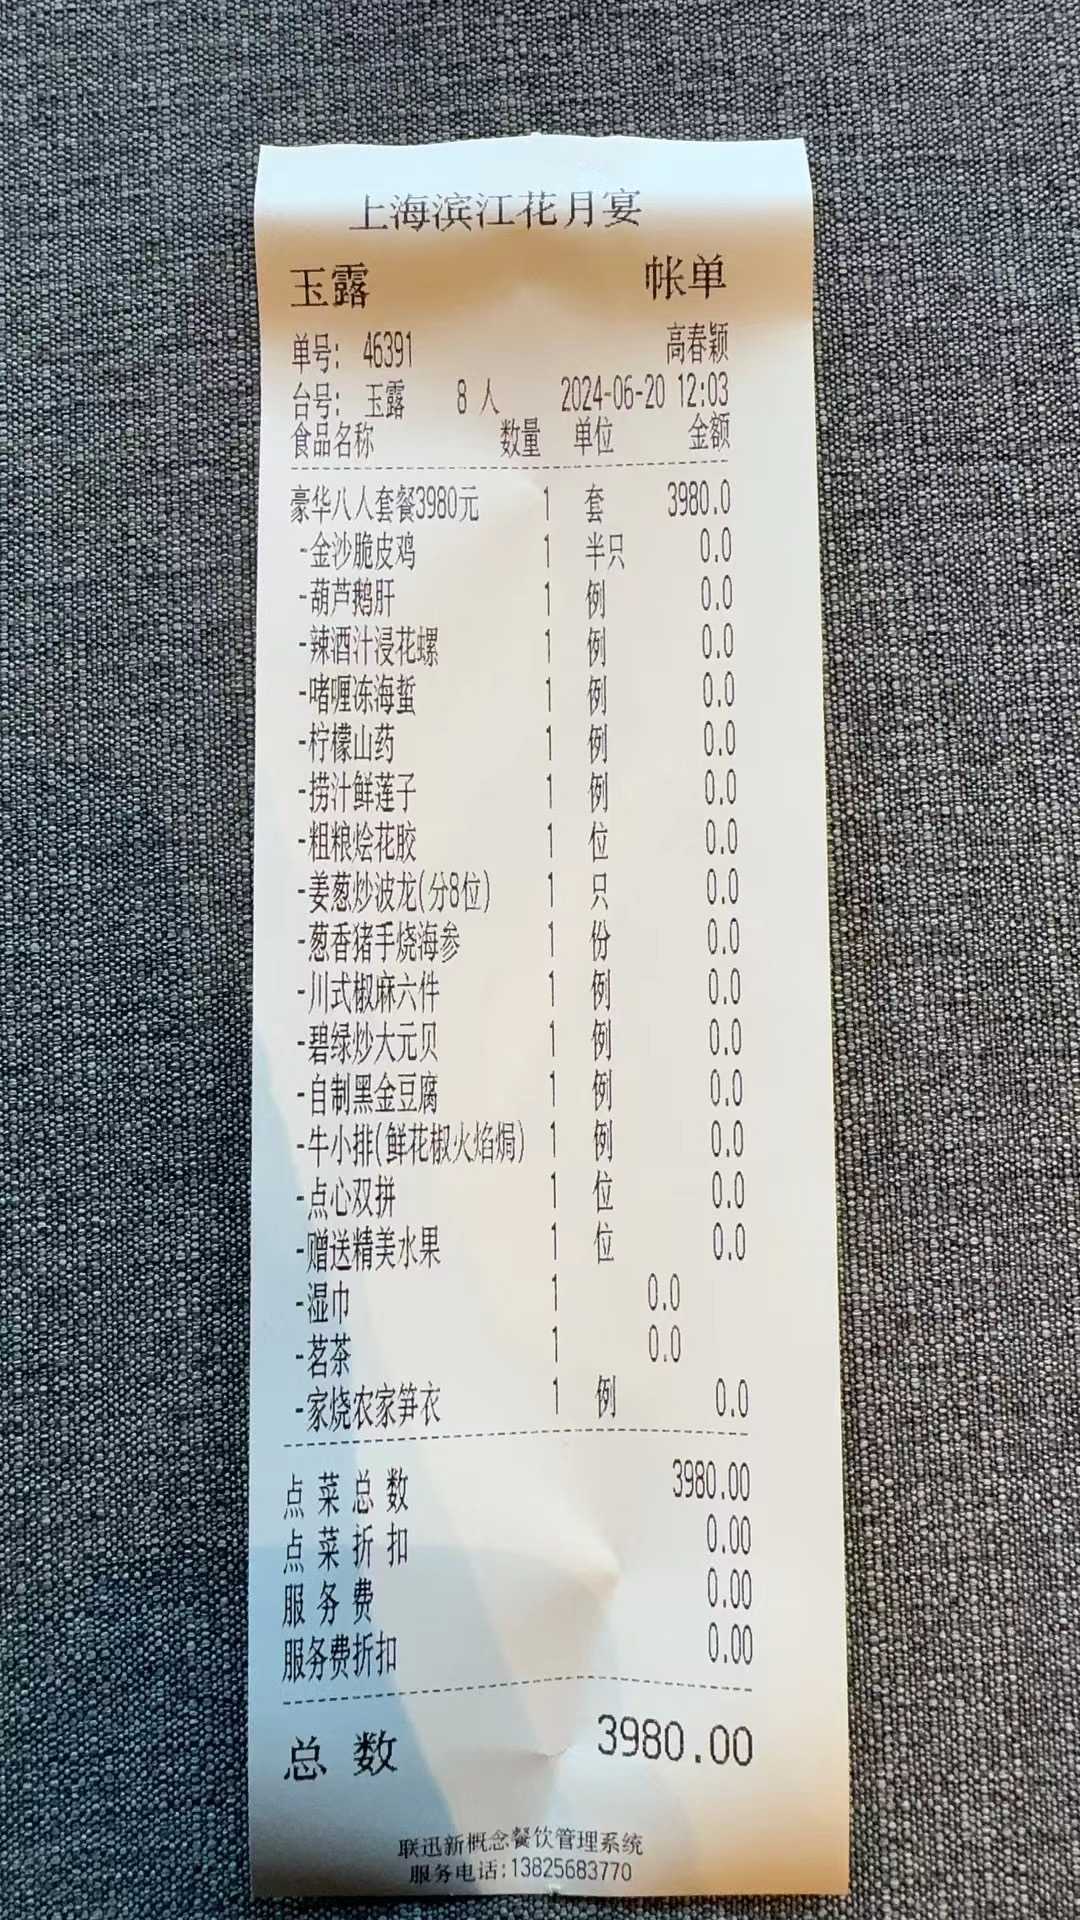 上海滨江花月宴
玉露 帐单
单号: 46391 高春颖
台号: 玉露 8 人 2024-06-20 12:03
食品名称 数量 单位 金额
豪华八人套餐3980元 1 套 3980.0
-金沙脆皮鸡 1 半只 0.0
-葫芦鹅肝 1 例 0.0
-辣酒汁浸花螺 1 例 0.0
-啫喱冻海蜇 1 例 0.0
-柠檬山药 1 例 0.0
-捞汁鲜莲子 1 例 0.0
-粗粮烩花胶 1 位 0.0
-姜葱炒波龙(分8位) 1 只 0.0
-葱香猪手烧海参 1 份 0.0
-川式椒麻六件 1 例 0.0
-碧绿炒大元贝 1 例 0.0
-自制黑金豆腐 1 例 0.0
-牛小排(鲜花椒火焰焗) 1 例 0.0
-点心双拼 1 位 0.0
-赠送精美水果 1 位 0.0
-湿巾 1 0.0
-茗茶 1 0.0
-家烧农家笋衣 1 例 0.0
点菜总数 3980.00
点菜折扣 0.00
服务费 0.00
服务费折扣 0.00
总数 3980.00
联迅新概念餐饮管理系统
服务电话:13825683770